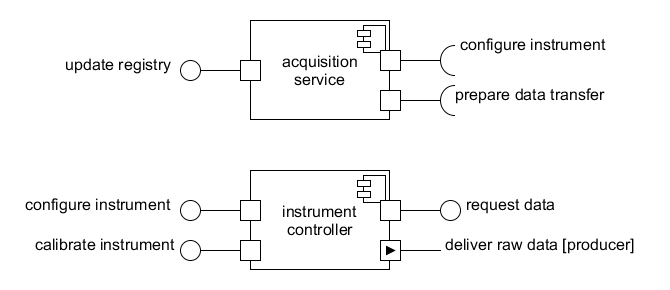 update registry
acquisition
service
configure instrument
prepare data transfer
configure instrument
calibrate instrument
instrument
controller
request data
deliver raw data [producer]